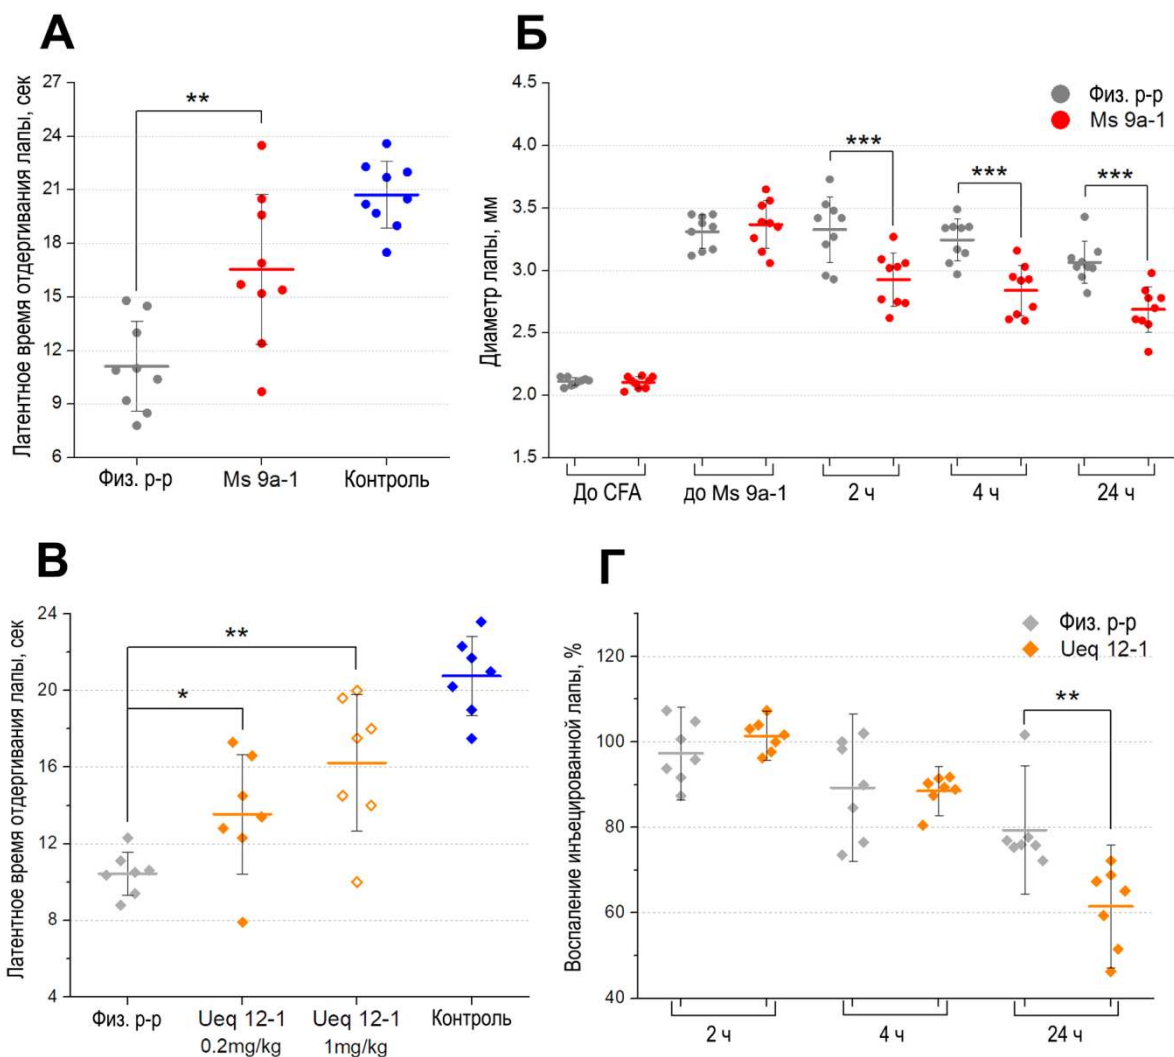 А
Латентное время отдергивания лапы, сек
27
24
21
18
15
12
9
6
**
Физ. р-р
Ms 9a-1
Контроль
Б
Диаметр лапы, мм
4.5
4.0
3.5
3.0
2.5
2.0
1.5
Физ. р-р
Ms 9a-1
***
***
***
До CFA
до Ms 9a-1
2 ч
4 ч
24 ч
В
Латентное время отдергивания лапы, сек
24
20
16
12
8
4
**
*
Физ. р-р
Ueq 12-1
0.2mg/kg
Ueq 12-1
1mg/kg
Контроль
Г
Воспаление инъецированной лапы, %
120
100
80
60
40
Физ. р-р
Ueq 12-1
**
2 ч
4 ч
24 ч